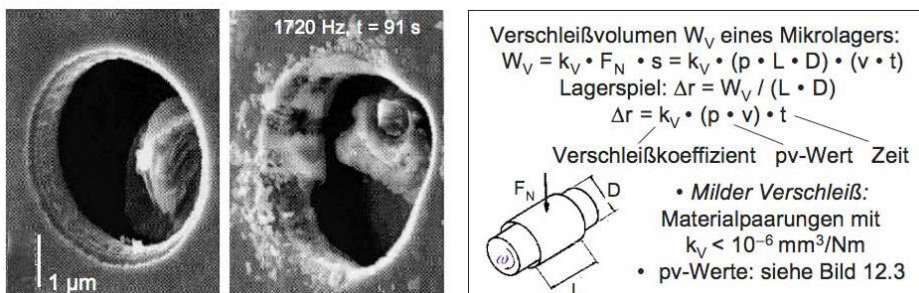 1720 Hz, t = 91 s
1 µm
Verschleißvolumen W_V eines Mikrolagers:
W_V = k_V • F_N • s = k_V • (p • L • D) • (v • t)
Lagerspiel: Δr = W_V / (L • D)
Δr = k_V • (p • v) • t
Verschleißkoeffizient pv-Wert Zeit
F_N
D
ω
L
• Milder Verschleiß:
Materialpaarungen mit
k_V < 10⁻⁶ mm³/Nm
• pv-Werte: siehe Bild 12.3